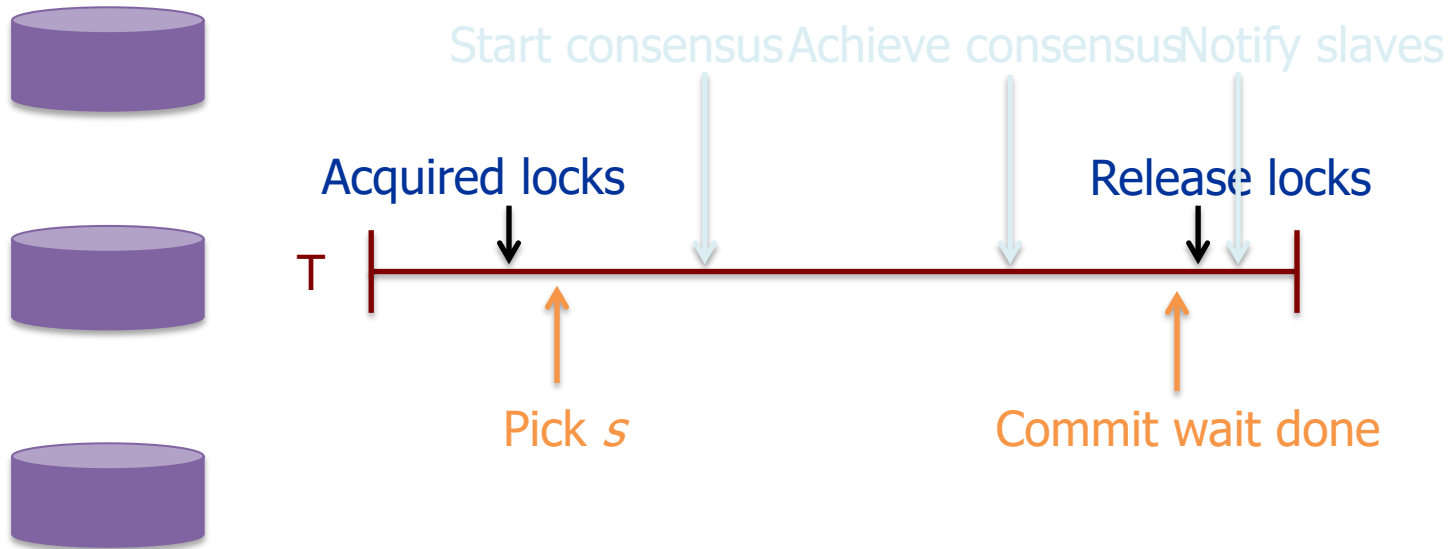 Start consensus Achieve consensus Notify slaves
Acquired locks Release locks
T
Pick s Commit wait done